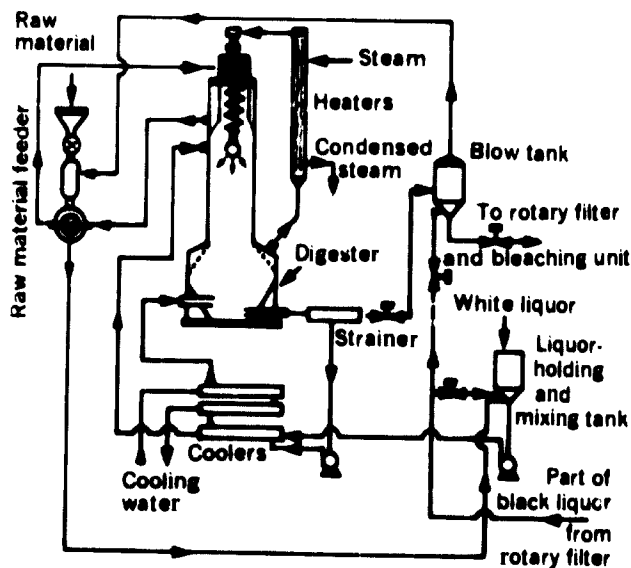 Raw
material
Steam
Heaters
Condensed
steam
Blow tank
To rotary filter
and bleaching unit
Raw material feeder
Digester
White liquor
Strainer
Liquor-
holding
and
mixing tank
Coolers
Cooling
water
Part of
black liquor
from
rotary filter